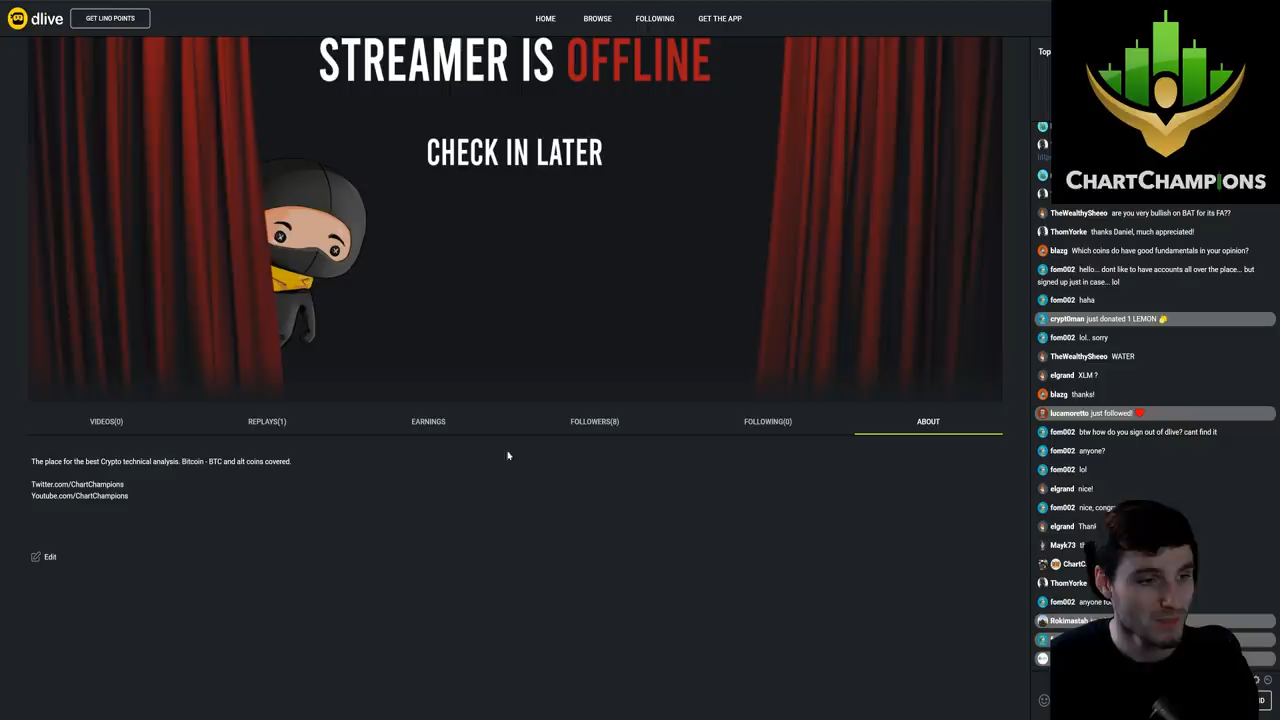 dlive
GET LINO POINTS
HOME
BROWSE
FOLLOWING
GET THE APP
STREAMER IS OFFLINE
CHECK IN LATER
VIDEOS(0)
REPLAYS(1)
EARNINGS
FOLLOWERS(8)
FOLLOWING(0)
ABOUT
The place for the best Crypto technical analysis. Bitcoin - BTC and alt coins covered.
Twitter.com/ChartChampions
Youtube.com/ChartChampions
Edit
CHARTCHAMPIONS
Top
TheWealthySheeo are you very bullish on BAT for its FA??
ThomYorke thanks Daniel, much appreciated!
blazg Which coins do have good fundamentals in your opinion?
fom002 hello... dont like to have accounts all over the place... but
signed up just in case... lol
fom002 haha
crypt0man just donated 1 LEMON
fom002 lol.. sorry
TheWealthySheeo WATER
elgrand XLM ?
blazg thanks!
lucamoretto just followed!
fom002 btw how do you sign out of dlive? cant find it
fom002 anyone?
fom002 lol
elgrand nice!
fom002 nice,
elgrand
Mayk73
ThomYorke
fom002 anyone
Rokimastah